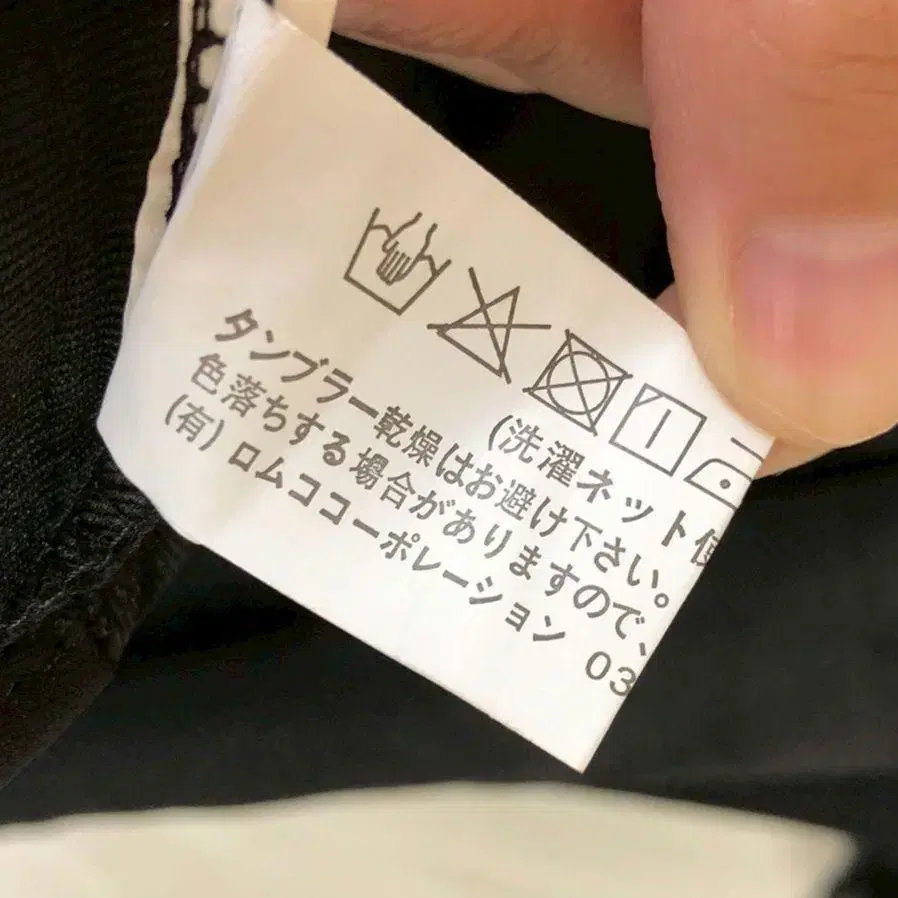 (洗濯ネット使
タンブラー乾燥はお避け下さい。
色落ちする場合がありますので、
(有) ロムココーポレーション 03